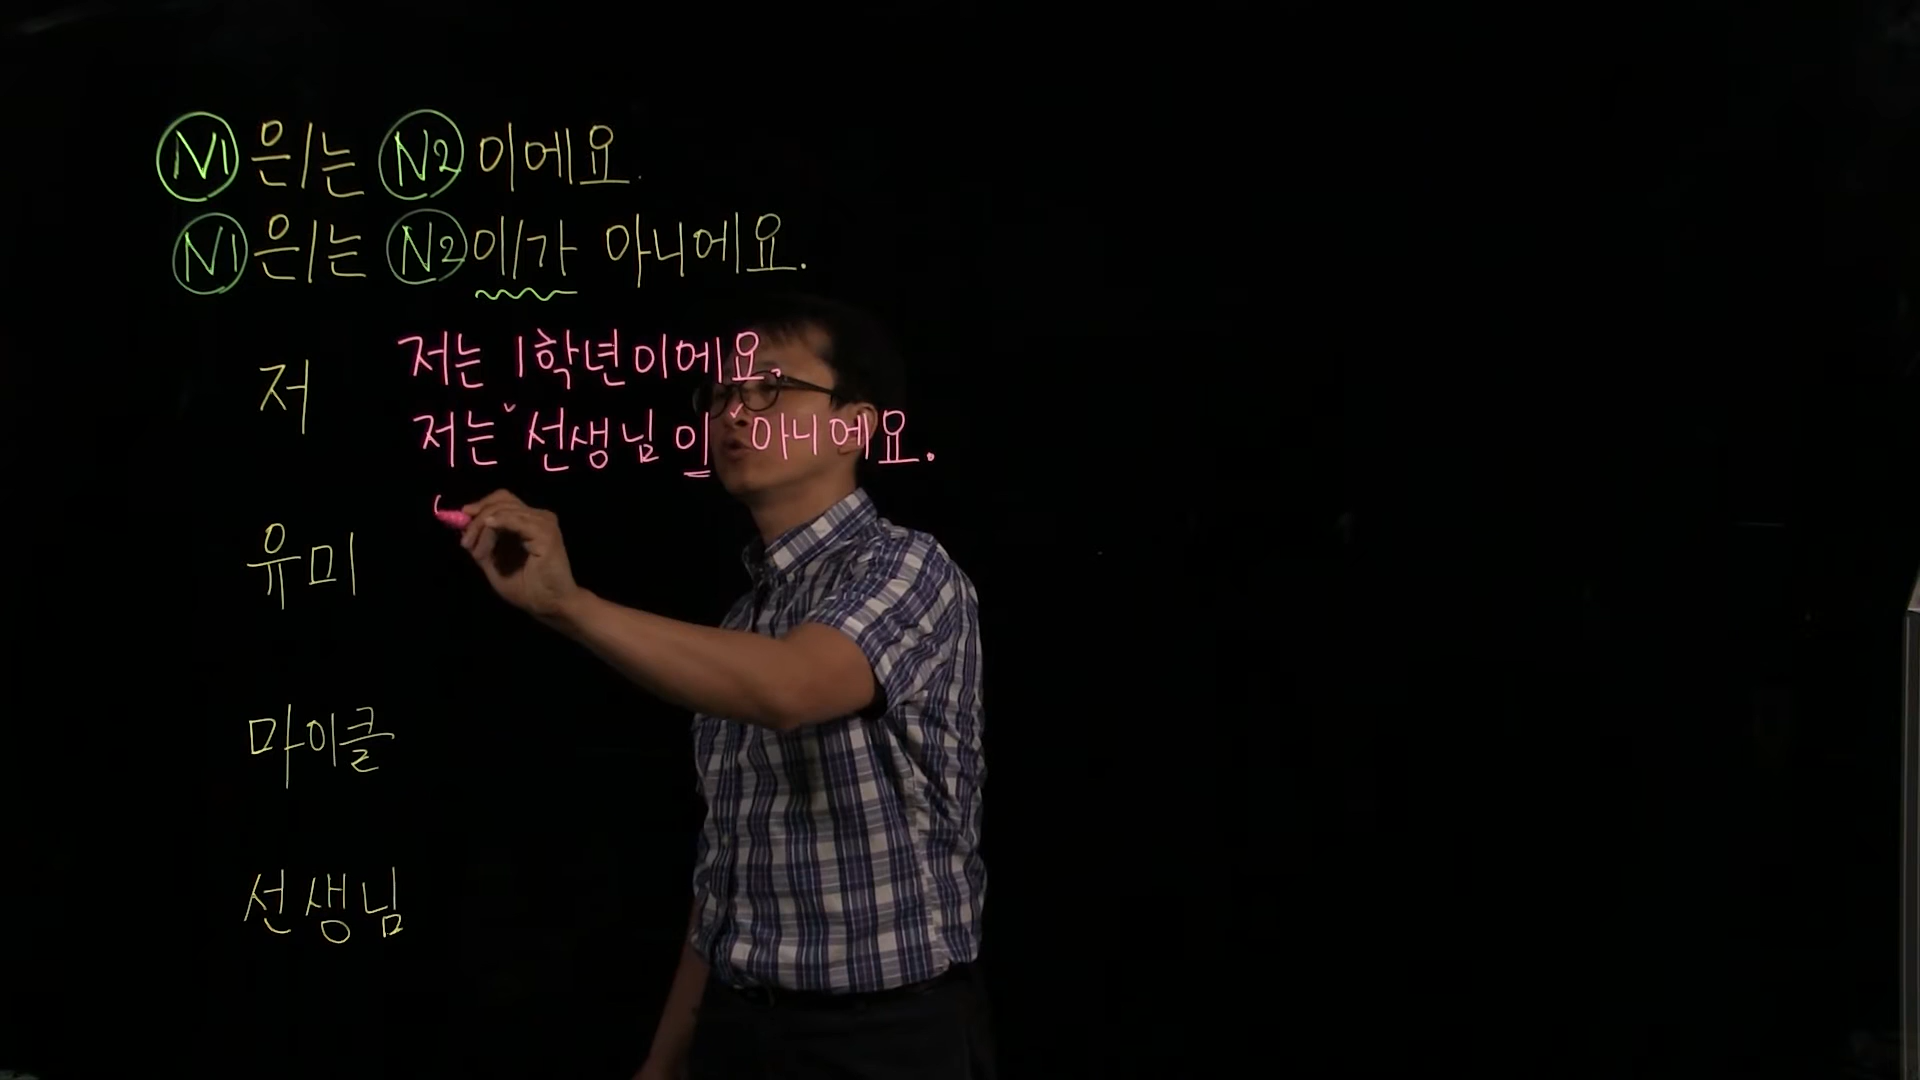 N1 은/는 N2 이에요.
N1 은/는 N2 이/가 아니에요.
저
저는 1학년이에요.
저는 선생님이 아니에요.
유미
마이클
선생님